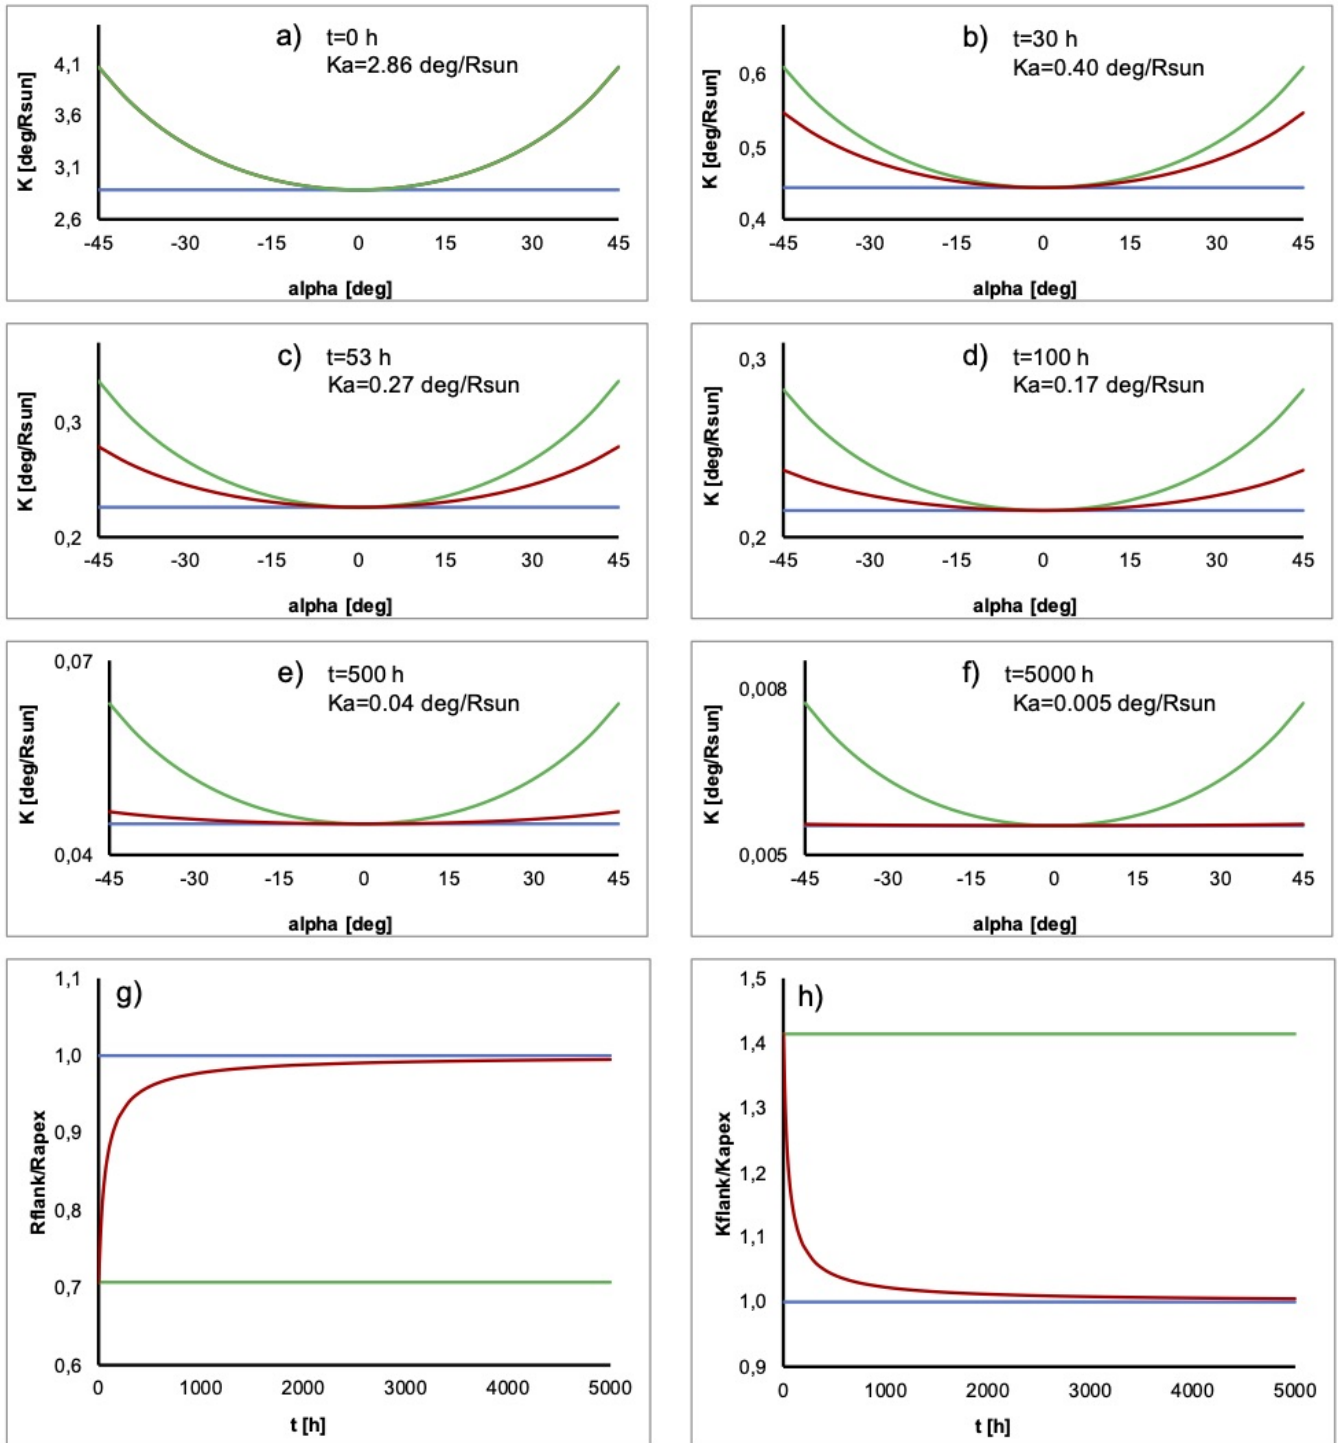 a) t=0 h
Ka=2.86 deg/Rsun
K [deg/Rsun]
4,1
3,6
3,1
2,6
-45 -30 -15 0 15 30 45
alpha [deg]
b) t=30 h
Ka=0.40 deg/Rsun
K [deg/Rsun]
0,6
0,5
0,4
-45 -30 -15 0 15 30 45
alpha [deg]
c) t=53 h
Ka=0.27 deg/Rsun
K [deg/Rsun]
0,3
0,2
-45 -30 -15 0 15 30 45
alpha [deg]
d) t=100 h
Ka=0.17 deg/Rsun
K [deg/Rsun]
0,3
0,2
-45 -30 -15 0 15 30 45
alpha [deg]
e) t=500 h
Ka=0.04 deg/Rsun
K [deg/Rsun]
0,07
0,04
-45 -30 -15 0 15 30 45
alpha [deg]
f) t=5000 h
Ka=0.005 deg/Rsun
K [deg/Rsun]
0,008
0,005
-45 -30 -15 0 15 30 45
alpha [deg]
g)
Rflank/Rapex
1,1
1,0
0,9
0,8
0,7
0,6
0 1000 2000 3000 4000 5000
t [h]
h)
Kflank/Kapex
1,5
1,4
1,3
1,2
1,1
1,0
0,9
0 1000 2000 3000 4000 5000
t [h]